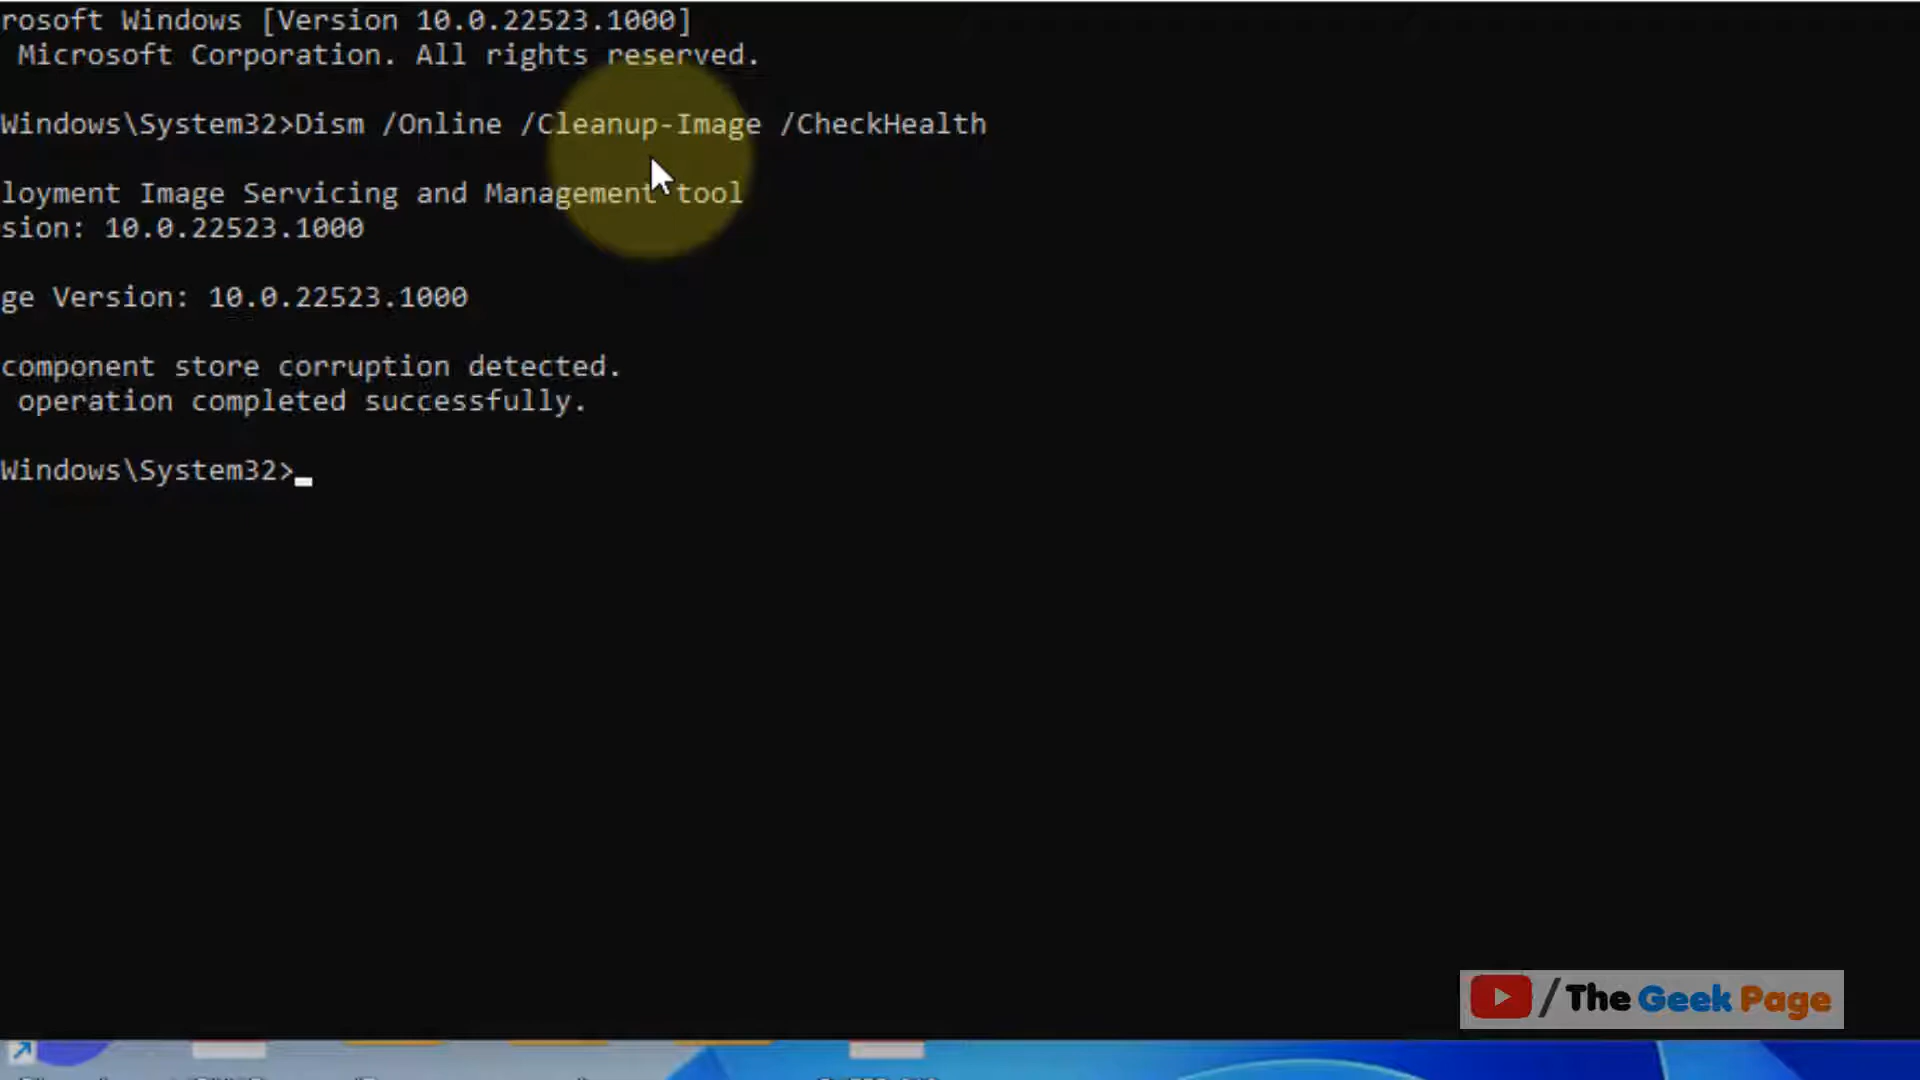 rosoft Windows [Version 10.0.22523.1000]
Microsoft Corporation. All rights reserved.
Windows\System32>Dism /Online /Cleanup-Image /CheckHealth
loyment Image Servicing and Management tool
sion: 10.0.22523.1000
ge Version: 10.0.22523.1000
component store corruption detected.
operation completed successfully.
Windows\System32>
/The Geek Page